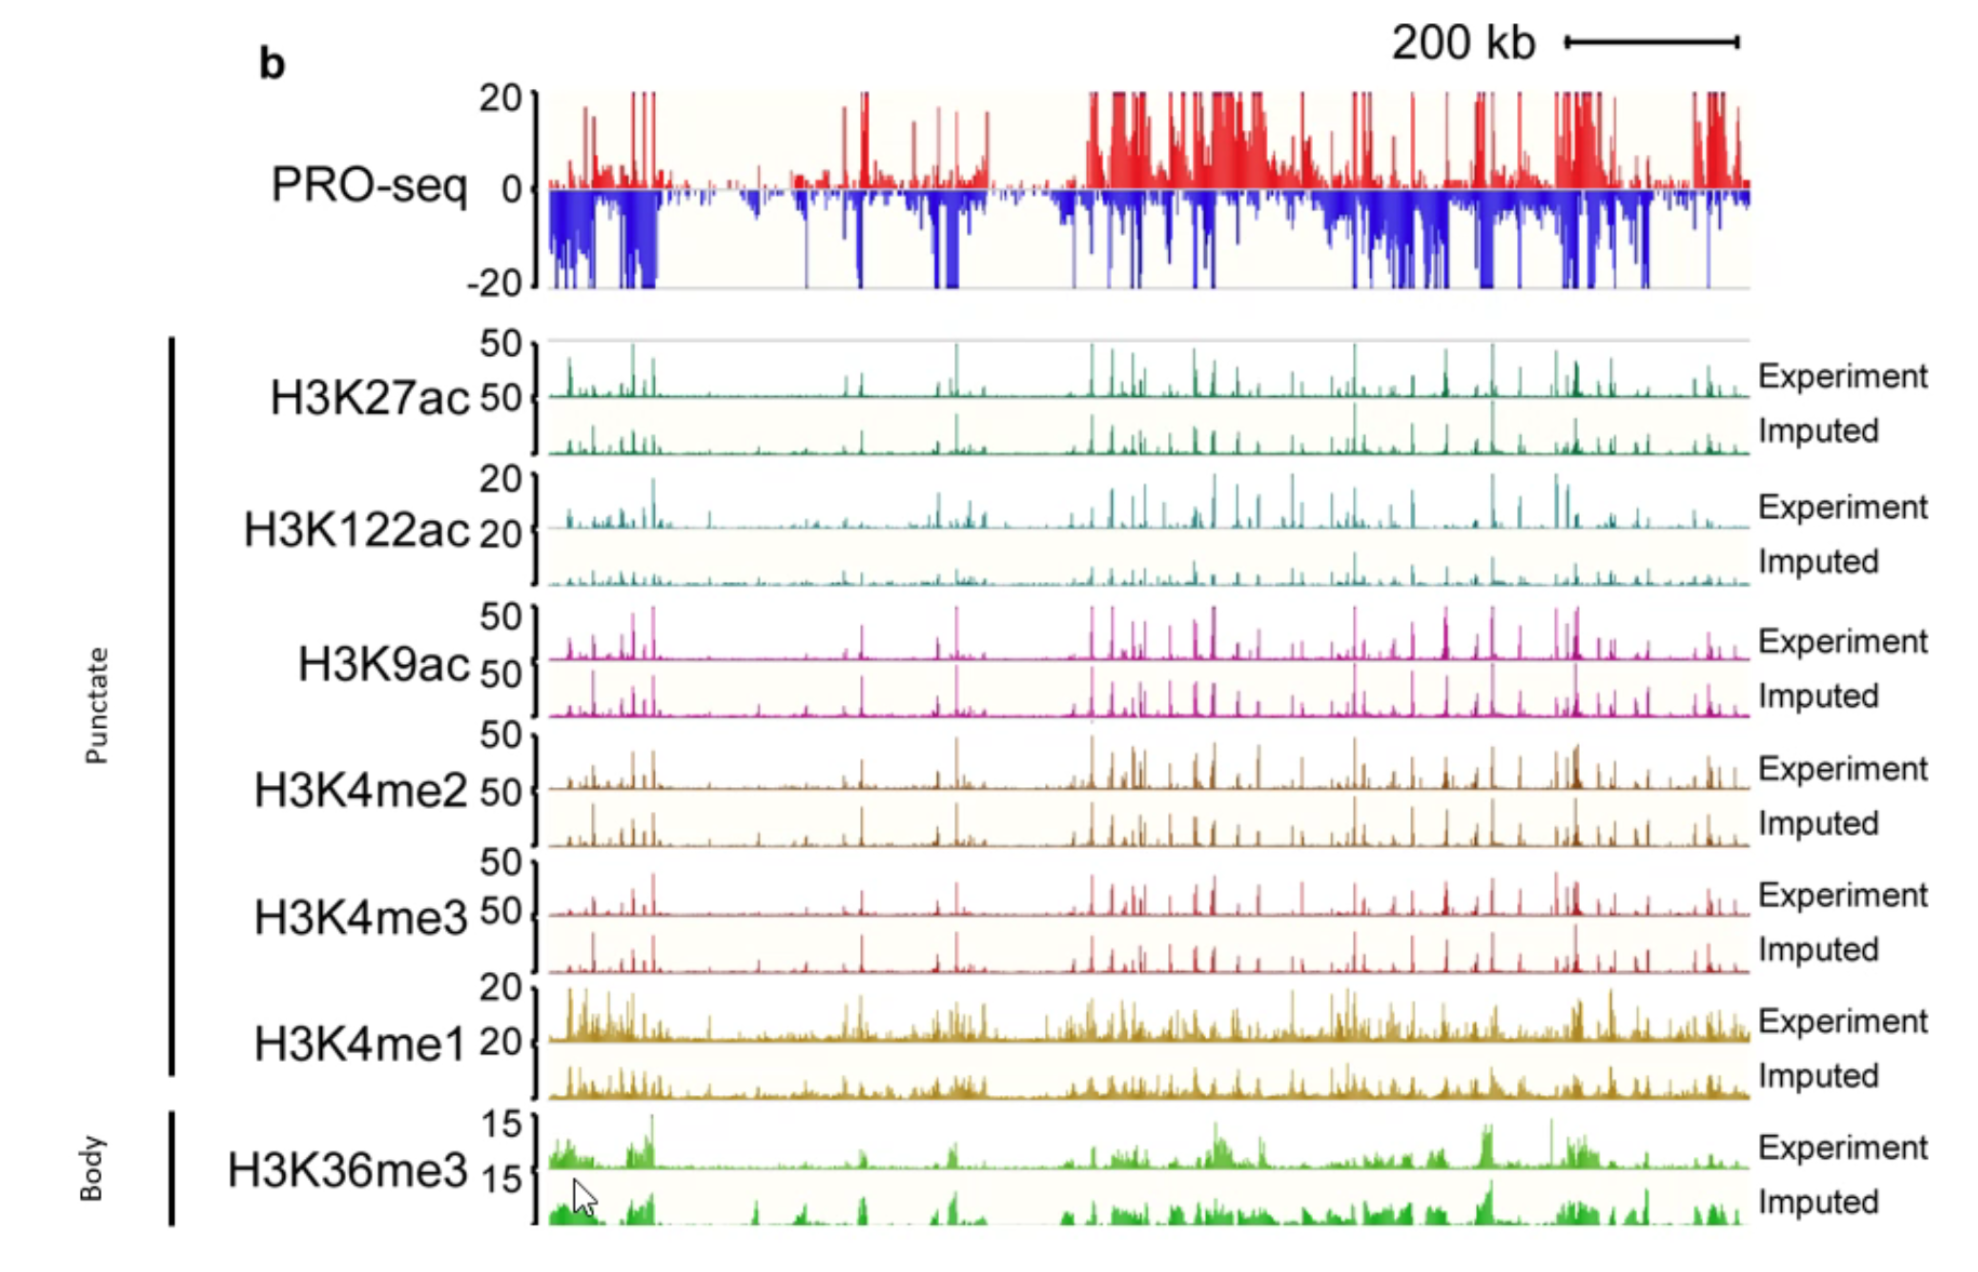 b
200 kb
20
PRO-seq 0
-20
50
H3K27ac 50
Experiment
Imputed
20
H3K122ac 20
Experiment
Imputed
50
H3K9ac 50
Experiment
Imputed
50
H3K4me2 50
Experiment
Imputed
50
H3K4me3 50
Experiment
Imputed
20
H3K4me1 20
Experiment
Imputed
15
H3K36me3 15
Experiment
Imputed
Punctate
Body